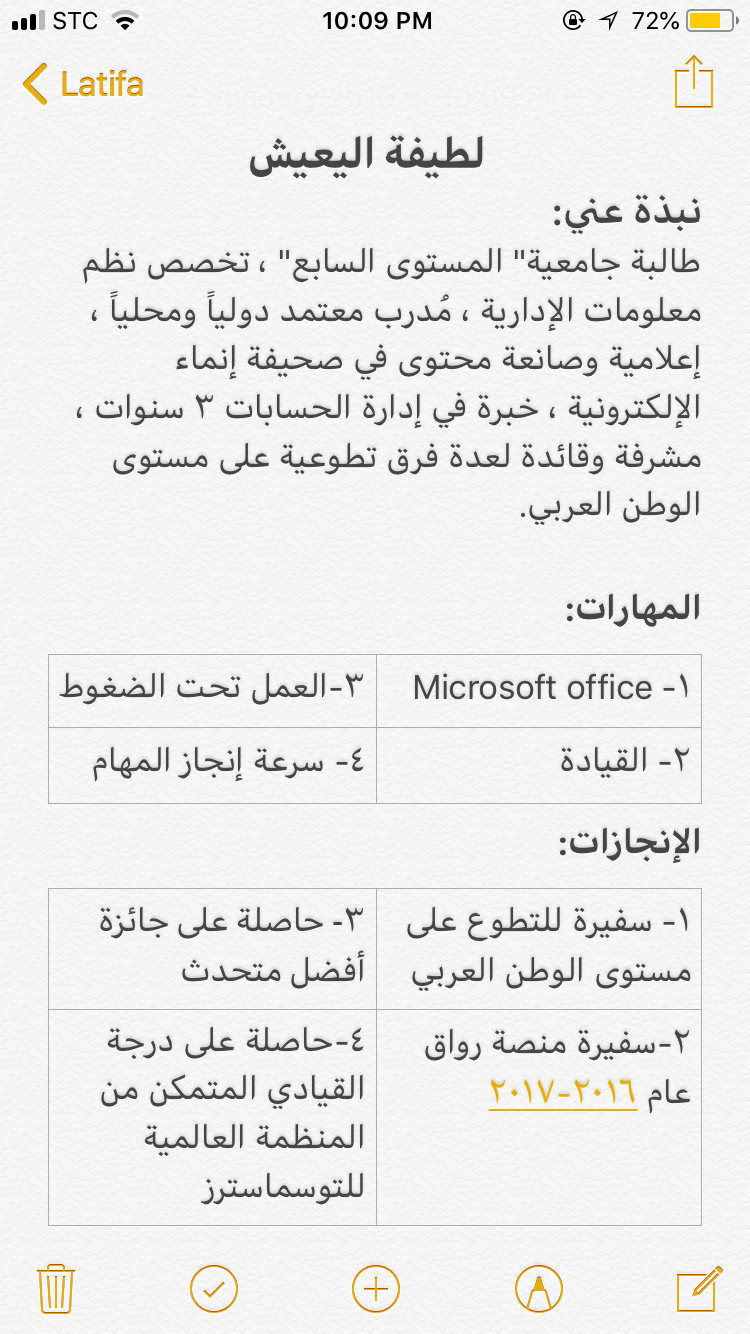 STC 10:09 PM 72%
Latifa
لطيفة اليعيش
نبذة عني:
طالبة جامعية" المستوى السابع" ، تخصص نظم
معلومات الإدارية ، مُدرب معتمد دولياً ومحلياً ،
إعلامية وصانعة محتوى في صحيفة إنماء
الإلكترونية ، خبرة في إدارة الحسابات ٣ سنوات ،
مشرفة وقائدة لعدة فرق تطوعية على مستوى
الوطن العربي.
المهارات:
١- Microsoft office
٣-العمل تحت الضغوط
٢- القيادة
٤- سرعة إنجاز المهام
الإنجازات:
١- سفيرة للتطوع على
مستوى الوطن العربي
٣- حاصلة على جائزة
أفضل متحدث
٢-سفيرة منصة رواق
عام ٢٠١٦-٢٠١٧
٤-حاصلة على درجة
القيادي المتمكن من
المنظمة العالمية
للتوسماسترز